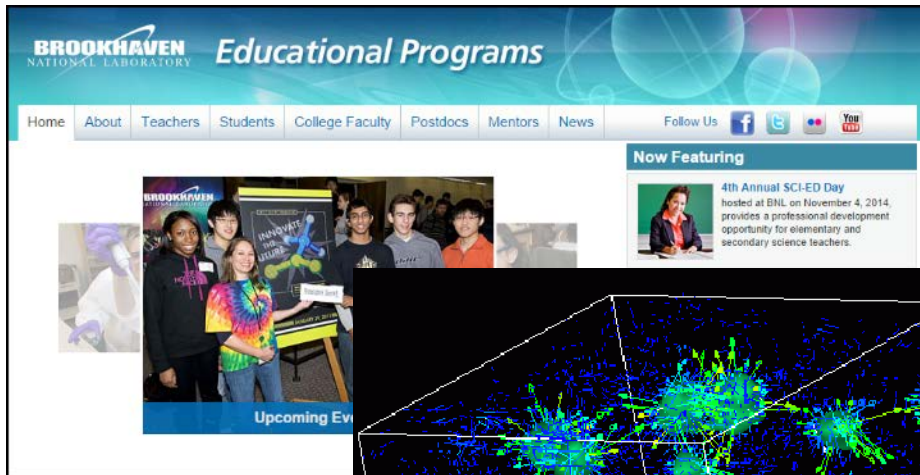 BROOKHAVEN
NATIONAL LABORATORY
Educational Programs
Home About Teachers Students College Faculty Postdocs Mentors News Follow Us
You
Tube
Now Featuring
4th Annual SCI-ED Day
hosted at BNL on November 4, 2014,
provides a professional development
opportunity for elementary and
secondary science teachers.
BROOKHAVEN
INNOVATE
THE
FUTURE
Upcoming Eve